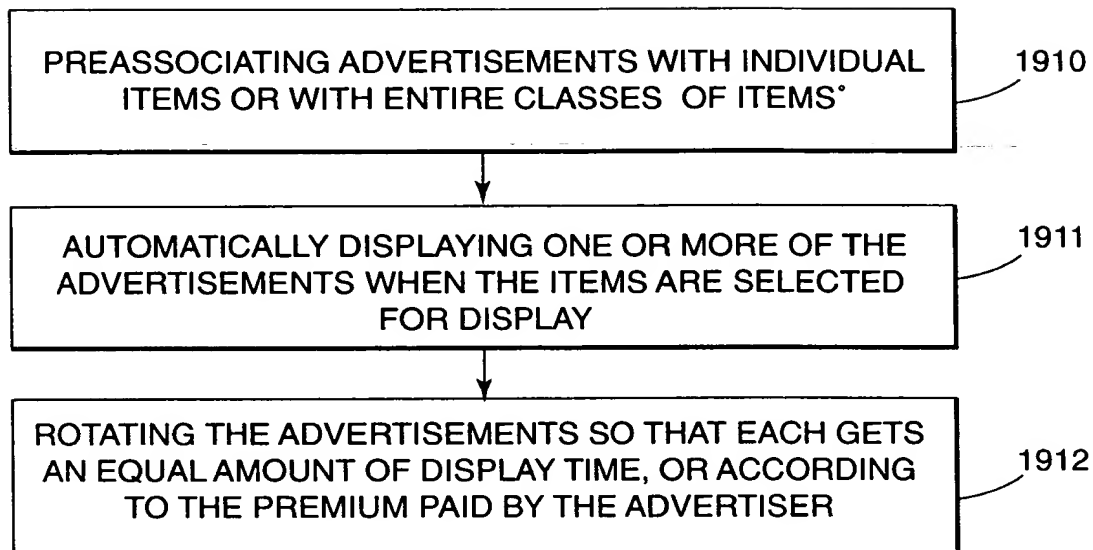 PREASSOCIATING ADVERTISEMENTS WITH INDIVIDUAL
ITEMS OR WITH ENTIRE CLASSES OF ITEMS°
1910
AUTOMATICALLY DISPLAYING ONE OR MORE OF THE
ADVERTISEMENTS WHEN THE ITEMS ARE SELECTED
FOR DISPLAY
1911
ROTATING THE ADVERTISEMENTS SO THAT EACH GETS
AN EQUAL AMOUNT OF DISPLAY TIME, OR ACCORDING
TO THE PREMIUM PAID BY THE ADVERTISER
1912